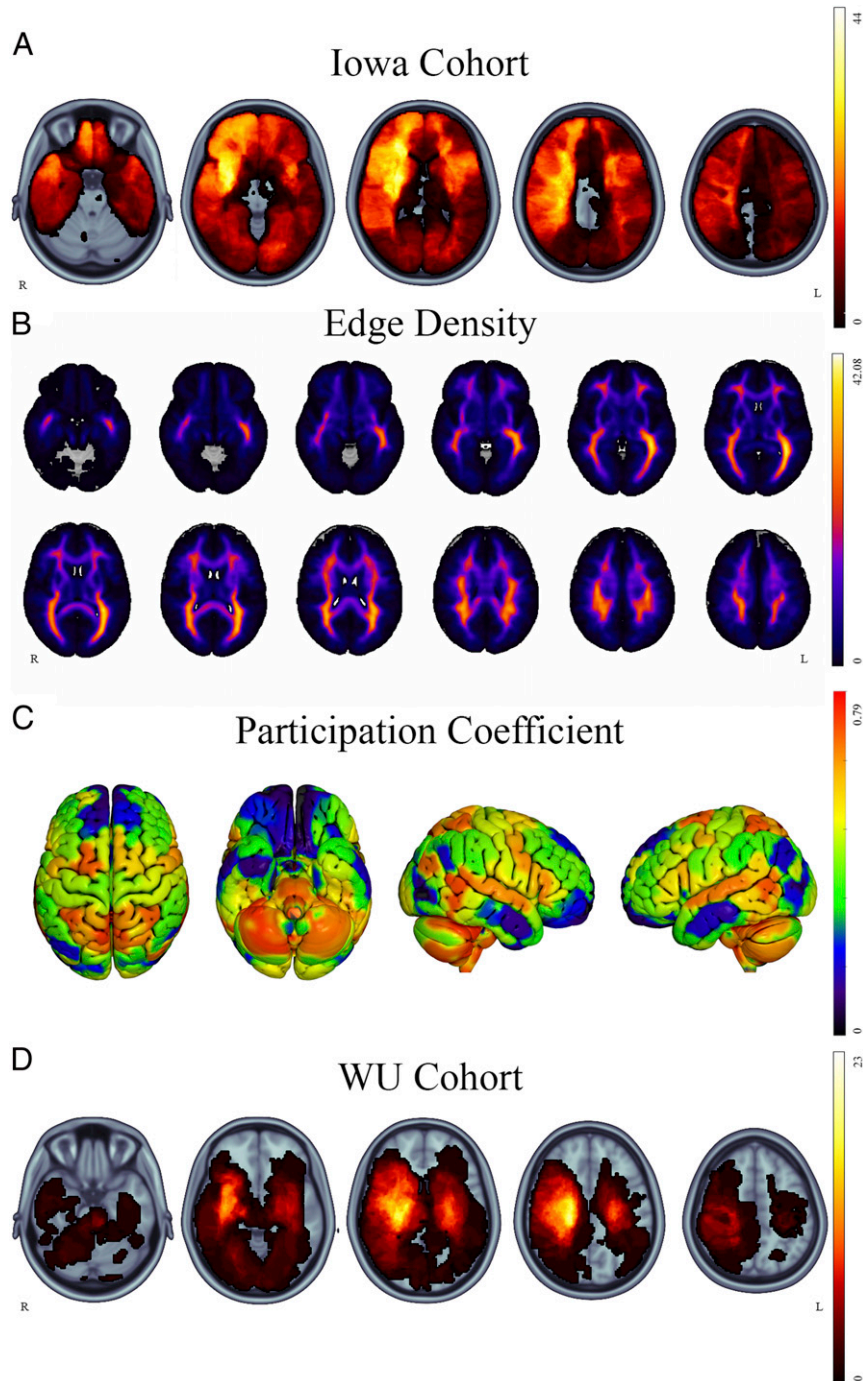 A
Iowa Cohort
44
0
R
L
B
Edge Density
42.08
0
R
L
C
Participation Coefficient
0.79
0
D
WU Cohort
23
0
R
L